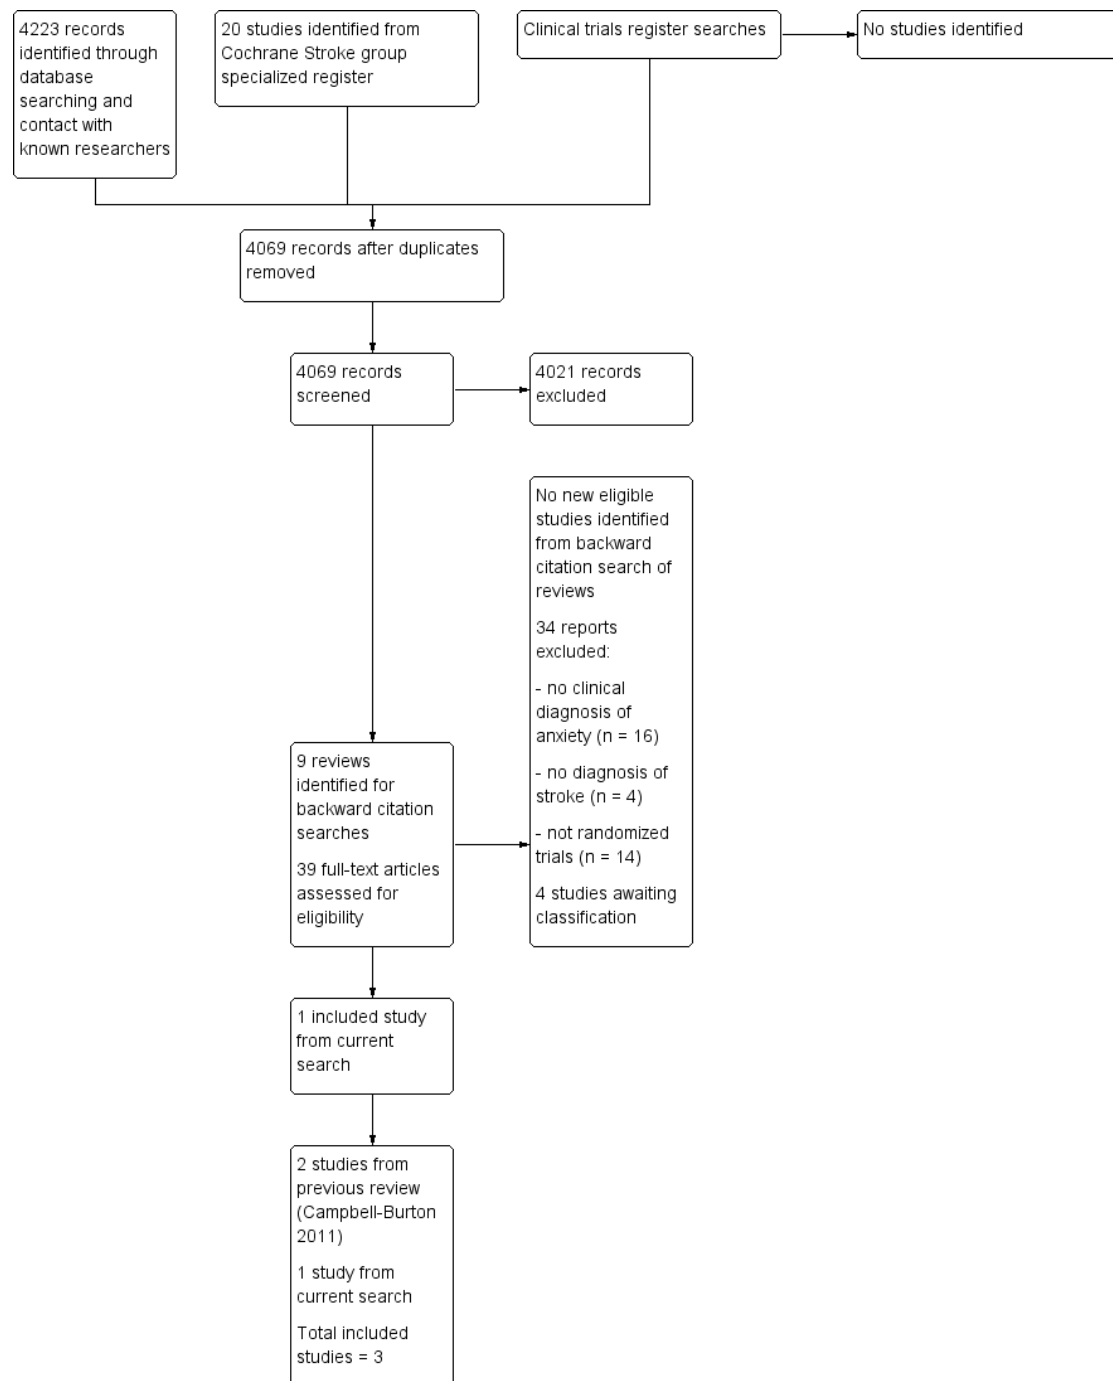 4223 records
identified through
database
searching and
contact with
known researchers
20 studies identified from
Cochrane Stroke group
specialized register
Clinical trials register searches
No studies identified
4069 records after duplicates
removed
4069 records
screened
4021 records
excluded
No new eligible
studies identified
from backward
citation search of
reviews
34 reports
excluded:
- no clinical
diagnosis of
anxiety (n = 16)
- no diagnosis of
stroke (n = 4)
- not randomized
trials (n = 14)
4 studies awaiting
classification
9 reviews
identified for
backward citation
searches
39 full-text articles
assessed for
eligibility
1 included study
from current
search
2 studies from
previous review
(Campbell-Burton
2011)
1 study from
current search
Total included
studies = 3